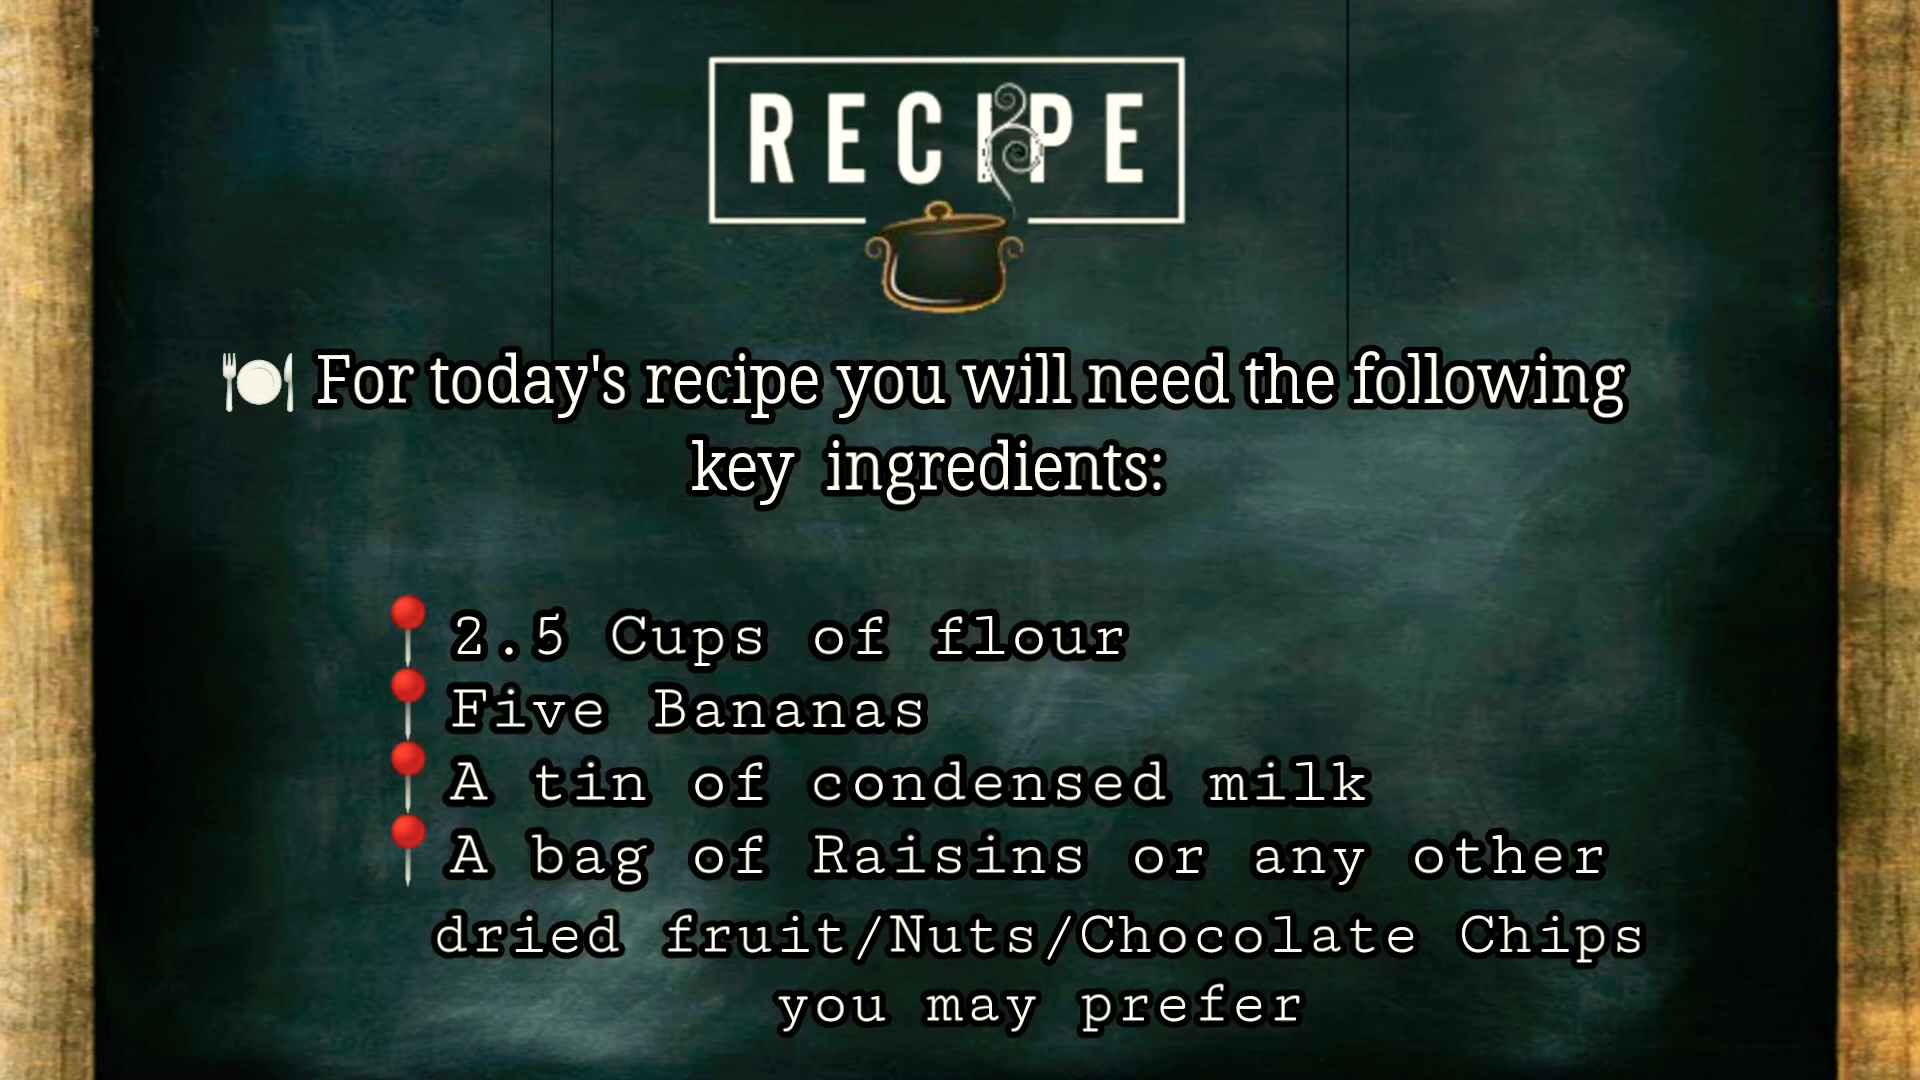 RECIPE
🍽 For today's recipe you will need the following
key ingredients:
📍 2.5 Cups of flour
📍 Five Bananas
📍 A tin of condensed milk
📍 A bag of Raisins or any other
dried fruit/Nuts/Chocolate Chips
you may prefer